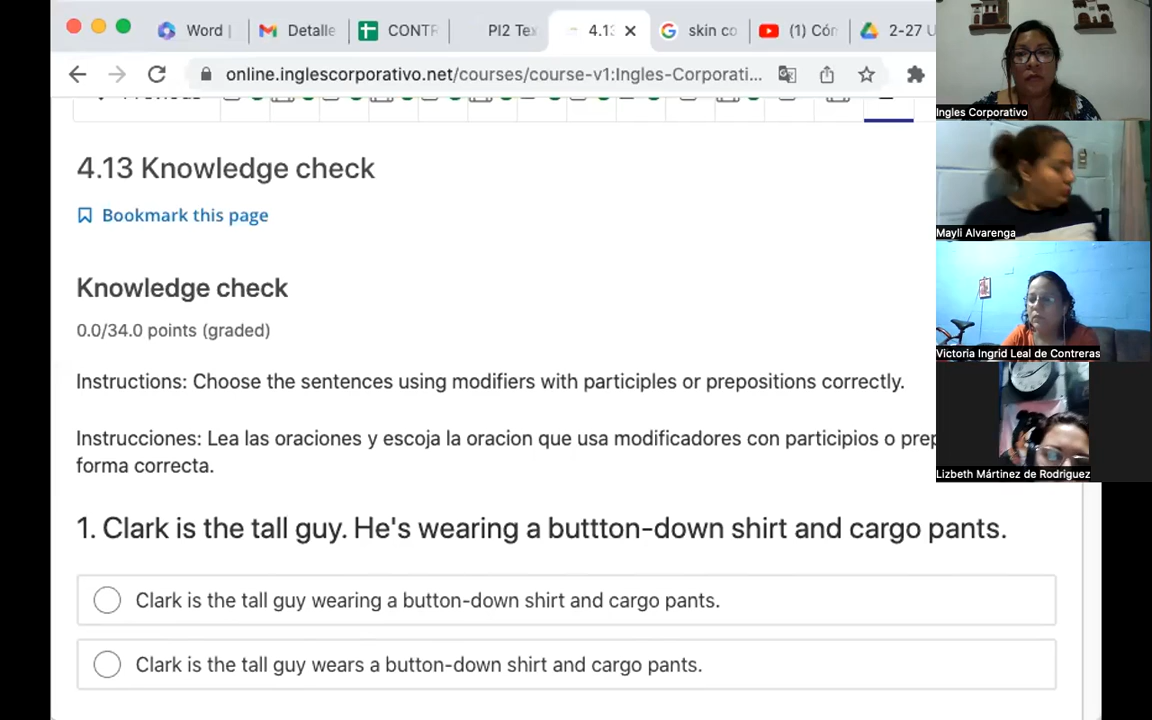 Word
Detalle
CONTR
PI2 Tex
4.13
skin co
(1) Cón
2-27 U
online.inglescorporativo.net/courses/course-v1:Ingles-Corporati...
Ingles Corporativo
4.13 Knowledge check
Bookmark this page
Mayli Alvarenga
Knowledge check
0.0/34.0 points (graded)
Victoria Ingrid Leal de Contreras
Instructions: Choose the sentences using modifiers with participles or prepositions correctly.
Instrucciones: Lea las oraciones y escoja la oracion que usa modificadores con participios o prep
forma correcta.
Lizbeth Mártinez de Rodriguez
1. Clark is the tall guy. He's wearing a buttton-down shirt and cargo pants.
Clark is the tall guy wearing a button-down shirt and cargo pants.
Clark is the tall guy wears a button-down shirt and cargo pants.